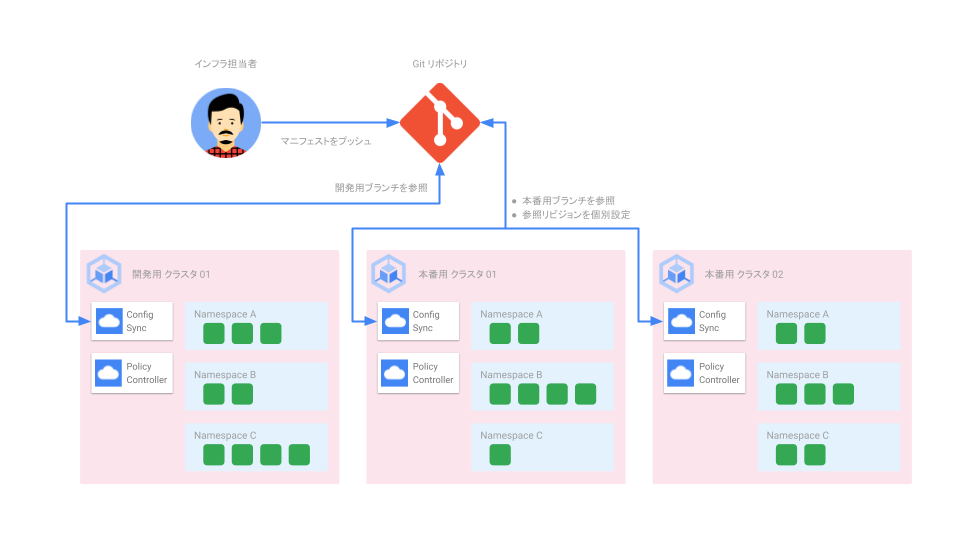 インフラ担当者
Git リポジトリ
マニフェストをプッシュ
開発用ブランチを参照
● 本番用ブランチを参照
● 参照リビジョンを個別設定
開発用 クラスタ 01
Config
Sync
Policy
Controller
Namespace A
Namespace B
Namespace C
本番用 クラスタ 01
Config
Sync
Policy
Controller
Namespace A
Namespace B
Namespace C
本番用 クラスタ 02
Config
Sync
Policy
Controller
Namespace A
Namespace B
Namespace C